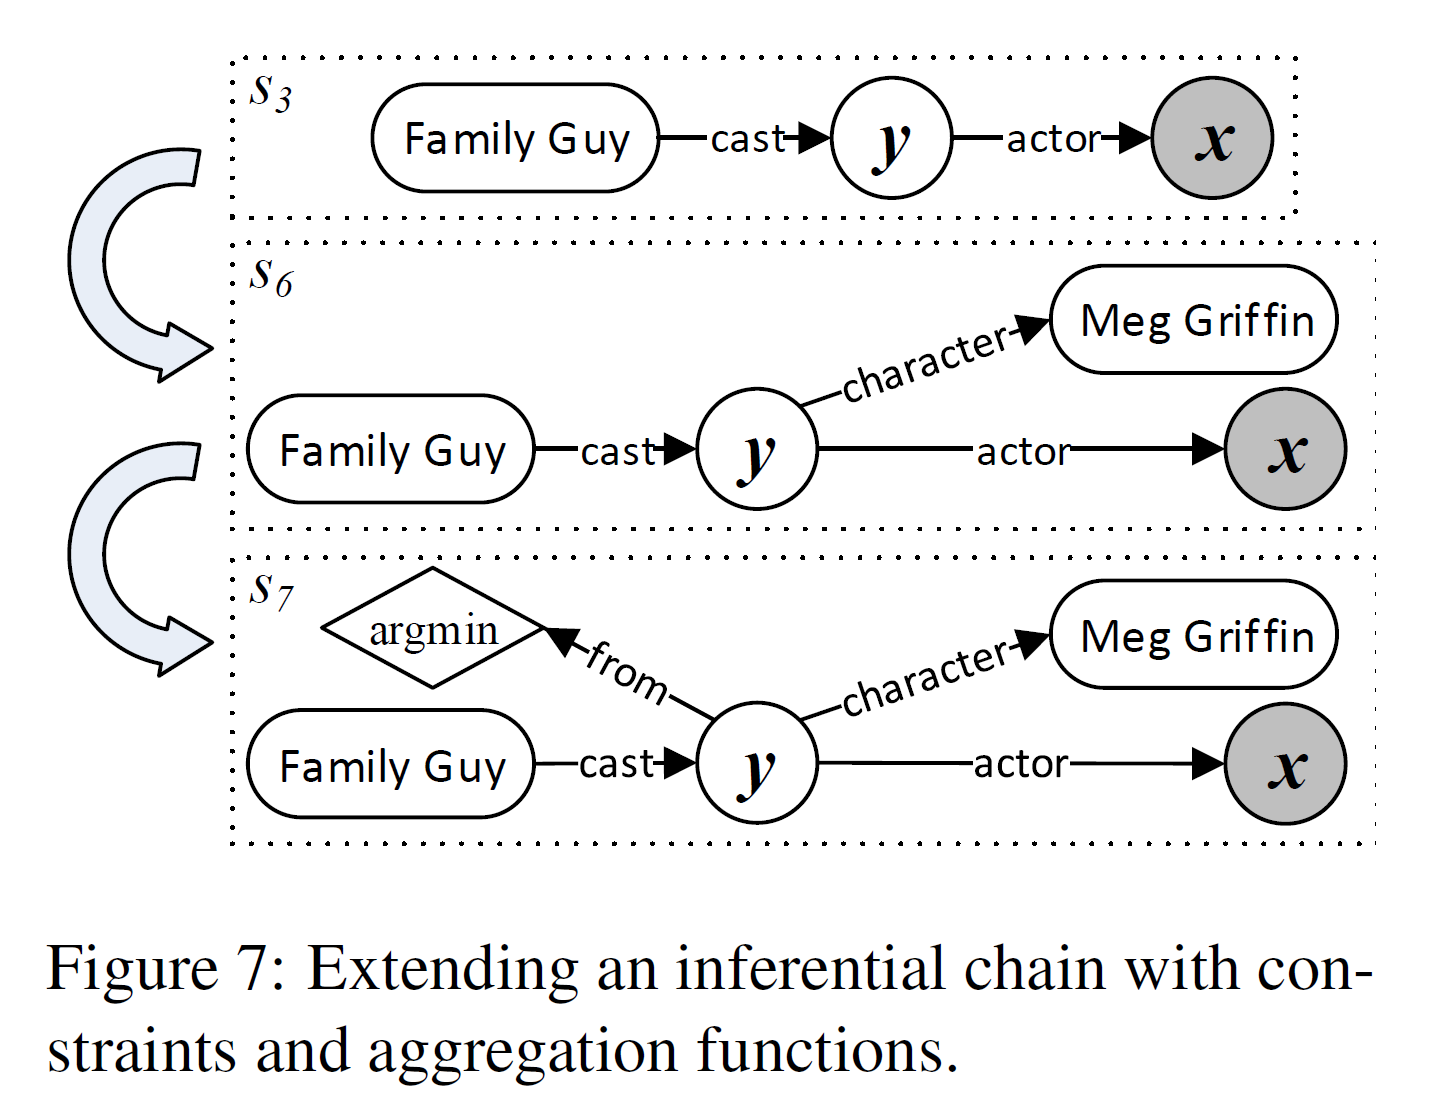 s3
Family Guy cast y actor x
s6
Meg Griffin
character
Family Guy cast y actor x
s7
argmin
Meg Griffin
from
character
Family Guy cast y actor x
Figure 7: Extending an inferential chain with con-
straints and aggregation functions.